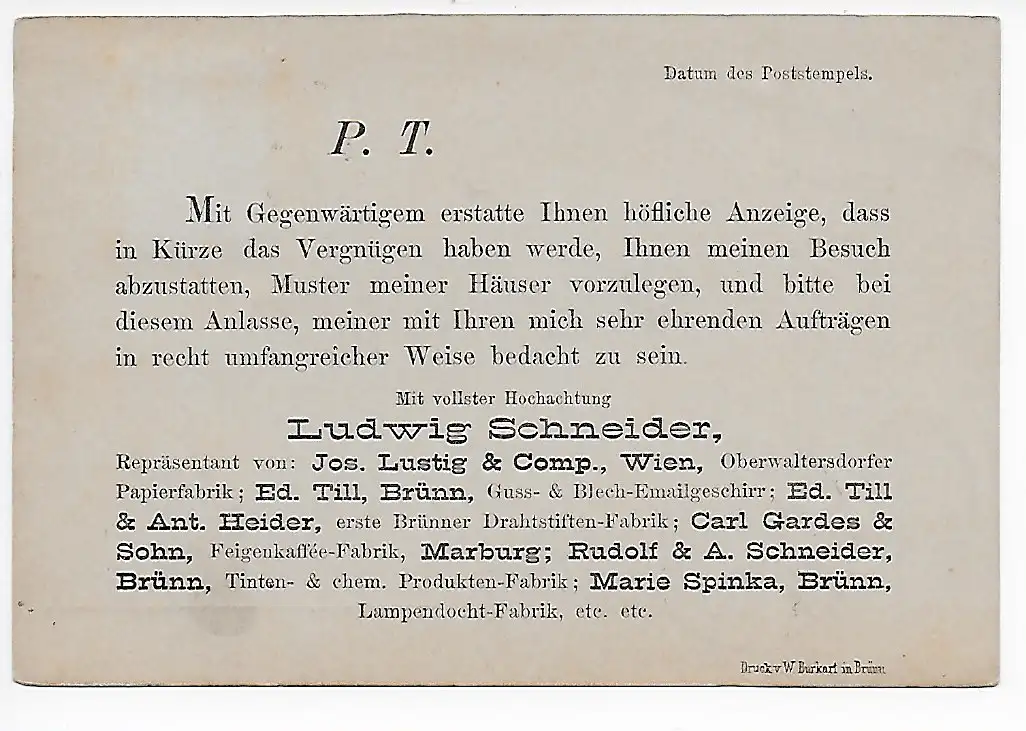 Datum des Poststempels.
P. T.
Mit Gegenwärtigem erstatte Ihnen höfliche Anzeige, dass
in Kürze das Vergnügen haben werde, Ihnen meinen Besuch
abzustatten, Muster meiner Häuser vorzulegen, und bitte bei
diesem Anlasse, meiner mit Ihren mich sehr ehrenden Aufträgen
in recht umfangreicher Weise bedacht zu sein.
Mit vollster Hochachtung
Ludwig Schneider,
Repräsentant von: Jos. Lustig & Comp., Wien, Oberwaltersdorfer
Papierfabrik; Ed. Till, Brünn, Guss- & Blech-Emailgeschirr; Ed. Till
& Ant. Heider, erste Brünner Drahtstiften-Fabrik; Carl Gardes &
Sohn, Feigenkaffée-Fabrik, Marburg; Rudolf & A. Schneider,
Brünn, Tinten- & chem. Produkten-Fabrik; Marie Spinka, Brünn,
Lampendocht-Fabrik, etc. etc.
Druck v W. Burkart in Brünn